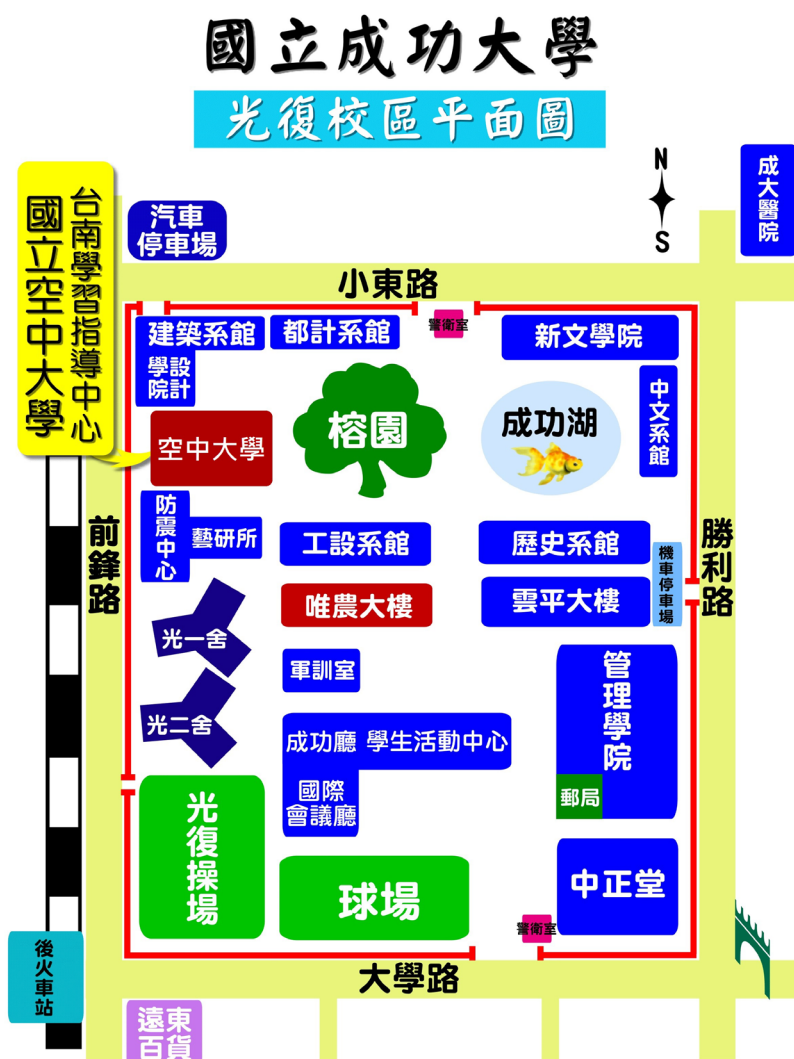 國立成功大學
光復校區平面圖
N
S
成大醫院
台南學習指導中心
國立空中大學
汽車
停車場
小東路
警衛室
建築系館
都計系館
新文學院
學設
院計
中文系館
榕園
成功湖
空中大學
防震中心
藝研所
工設系館
歷史系館
機車停車場
前鋒路
勝利路
唯農大樓
雲平大樓
光一舍
軍訓室
管理學院
光二舍
成功廳 學生活動中心
國際
會議廳
郵局
光復操場
球場
中正堂
警衛室
後火車站
大學路
遠東
百貨